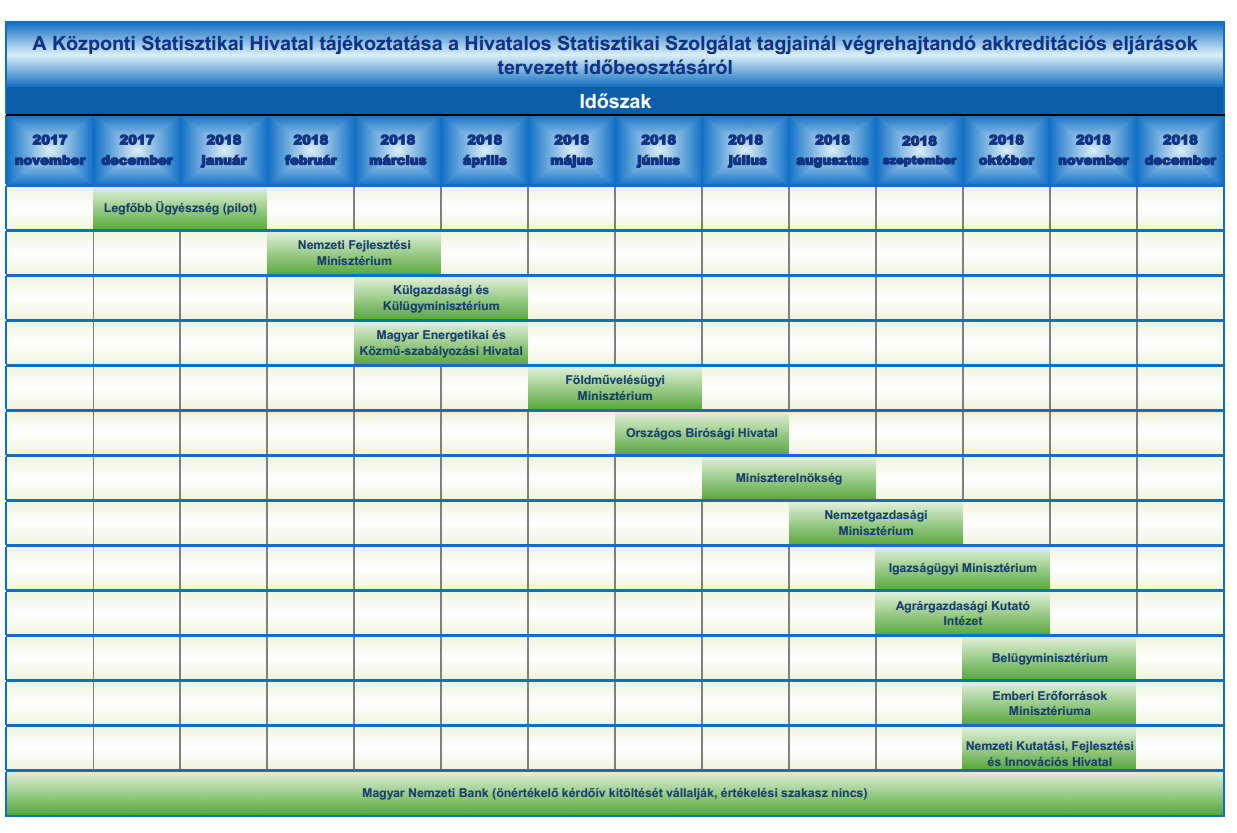 A Központi Statisztikai Hivatal tájékoztatása a Hivatalos Statisztikai Szolgálat tagjainál végrehajtandó akkreditációs eljárások
tervezett időbeosztásáról
Időszak
2017 2017 2018 2018 2018 2018 2018 2018 2018 2018 2018 2018 2018 2018
november december január február március április május június július augusztus szeptember október november december
Legfőbb Ügyészség (pilot)
Nemzeti Fejlesztési
Minisztérium
Külgazdasági és
Külügyminisztérium
Magyar Energetikai és
Közmű-szabályozási Hivatal
Földművelésügyi
Minisztérium
Országos Birósági Hivatal
Miniszterelnökség
Nemzetgazdasági
Minisztérium
Igazságügyi Minisztérium
Agrárgazdasági Kutató
Intézet
Belügyminisztérium
Emberi Erőforrások
Minisztériuma
Nemzeti Kutatási, Fejlesztési
és Innovációs Hivatal
Magyar Nemzeti Bank (önértékelő kérdőív kitöltését vállalják, értékelési szakasz nincs)